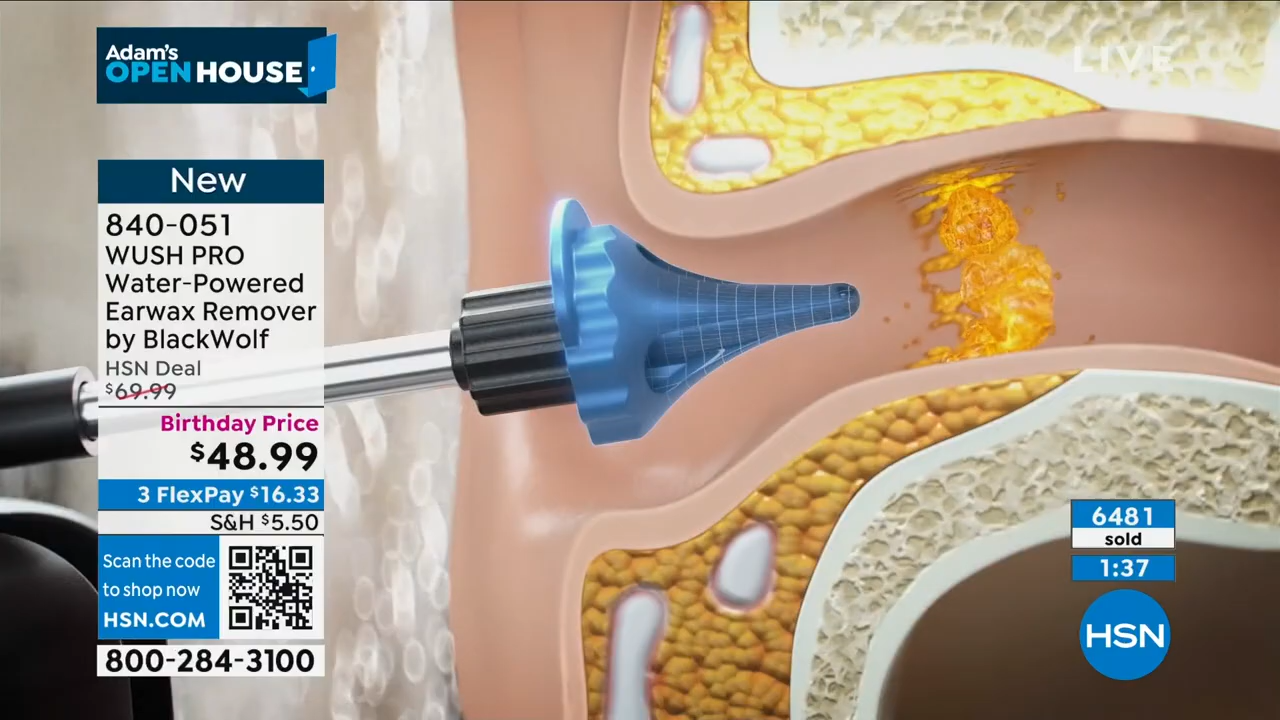 Adam's
OPEN HOUSE
New
840-051
WUSH PRO
Water-Powered
Earwax Remover
by BlackWolf
HSN Deal
$69.99
Birthday Price
$48.99
3 FlexPay $16.33
S&H $5.50
Scan the code
to shop now
HSN.COM
800-284-3100
LIVE
6481
sold
1:37
HSN